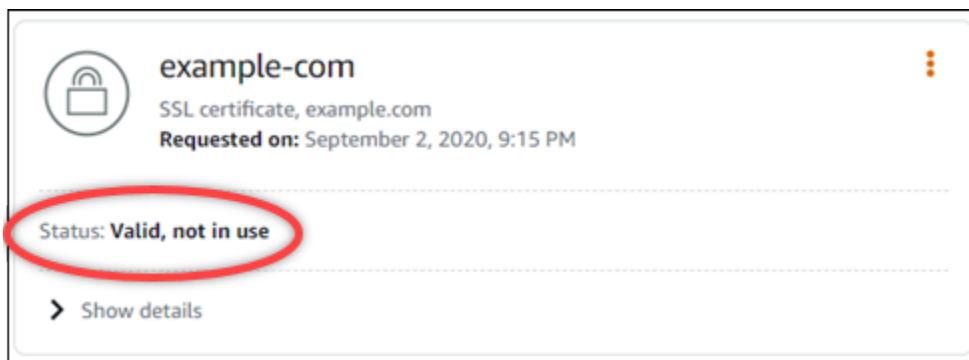 example-com
SSL certificate, example.com
Requested on: September 2, 2020, 9:15 PM
Status: Valid, not in use
Show details